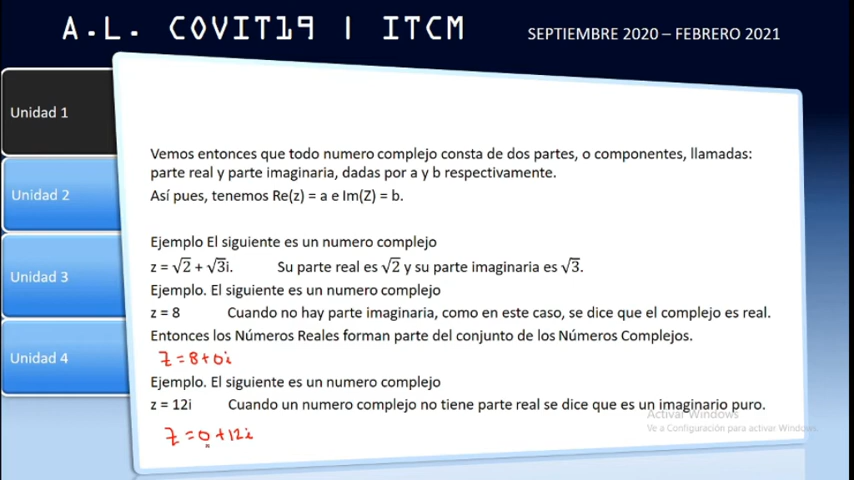 A.L. COVIT19 | ITCM
SEPTIEMBRE 2020 – FEBRERO 2021
Unidad 1
Unidad 2
Unidad 3
Unidad 4
Vemos entonces que todo numero complejo consta de dos partes, o componentes, llamadas:
parte real y parte imaginaria, dadas por a y b respectivamente.
Así pues, tenemos Re(z) = a e Im(Z) = b.
Ejemplo El siguiente es un numero complejo
z = √2 + √3i. Su parte real es √2 y su parte imaginaria es √3.
Ejemplo. El siguiente es un numero complejo
z = 8 Cuando no hay parte imaginaria, como en este caso, se dice que el complejo es real.
Entonces los Números Reales forman parte del conjunto de los Números Complejos.
Z = 8 + 0i
Ejemplo. El siguiente es un numero complejo
z = 12i Cuando un numero complejo no tiene parte real se dice que es un imaginario puro.
Z = 0 + 12i
Activar Windows
Ve a Configuración para activar Windows.